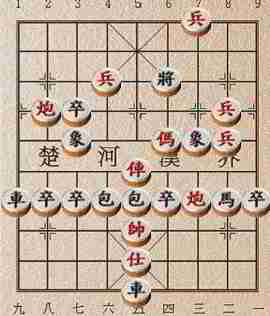 1 2 3 4 5 6 7 8 9
兵
兵 將
炮 卒 兵
象 傌 象 兵
楚 河 漢 界
俥
車 卒 卒 包 包 卒 炮 馬 卒
帥
仕
車
九 八 七 六 五 四 三 二 一